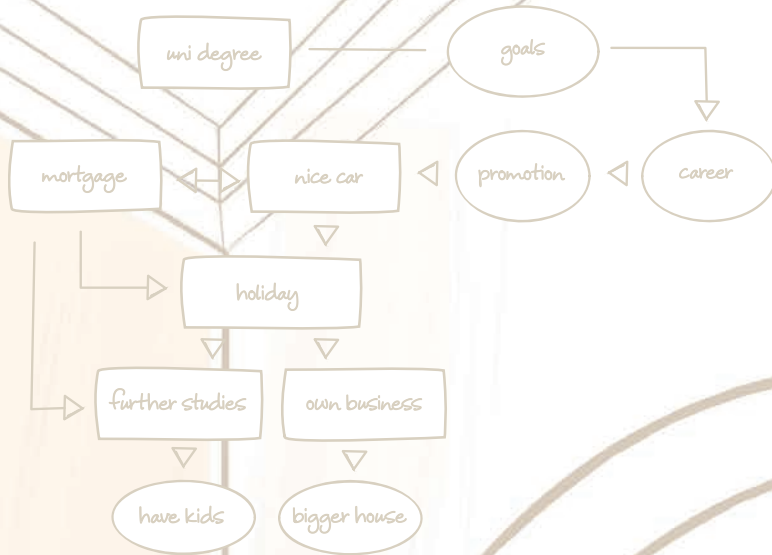 uni degree
goals
mortgage
nice car
promotion
career
holiday
further studies
own business
have kids
bigger house